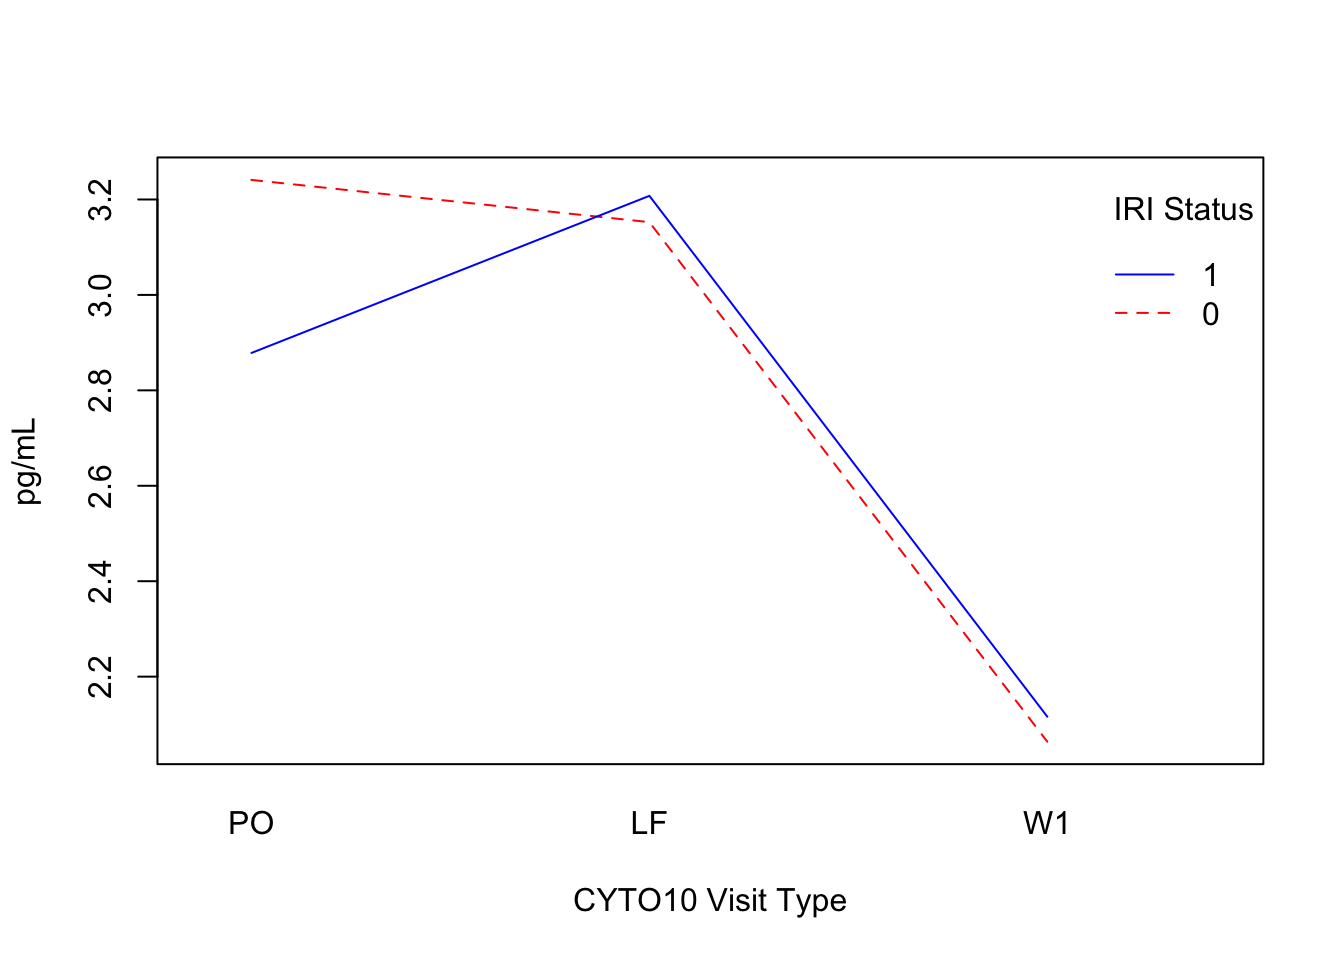 IRI Status
1
0
3.2
3.0
2.8
2.6
2.4
2.2
pg/mL
PO LF W1
CYTO10 Visit Type